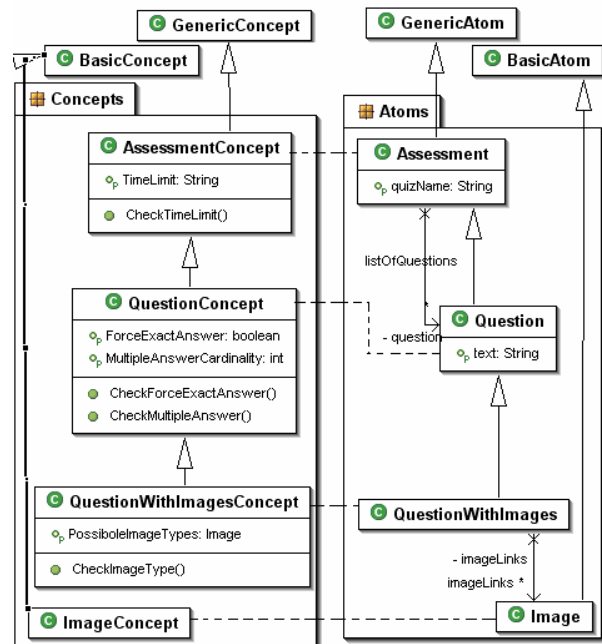 GenericConcept
GenericAtom
BasicConcept
BasicAtom
Concepts
Atoms
AssessmentConcept
TimeLimit: String
CheckTimeLimit()
Assessment
quizName: String
listOfQuestions
*
- question
QuestionConcept
ForceExactAnswer: boolean
MultipleAnswerCardinality: int
CheckForceExactAnswer()
CheckMultipleAnswer()
Question
text: String
QuestionWithImagesConcept
PossiboleImageTypes: Image
CheckImageType()
QuestionWithImages
- imageLinks
imageLinks *
ImageConcept
Image